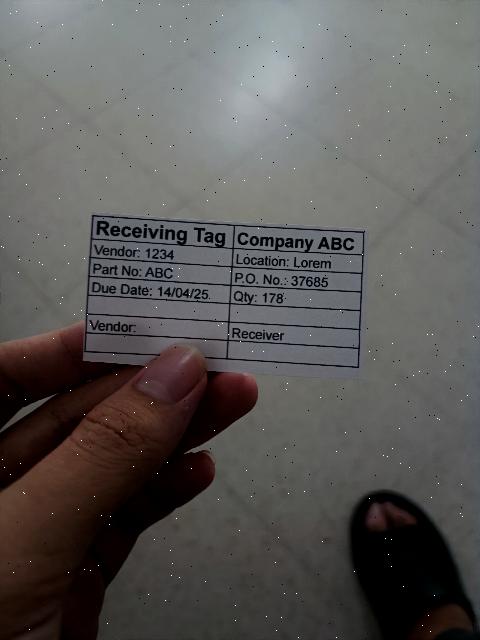 Receiving Tag Company ABC
Vendor: 1234 Location: Lorem
Part No: ABC P.O. No.: 37685
Due Date: 14/04/25 Qty: 178
Vendor: Receiver